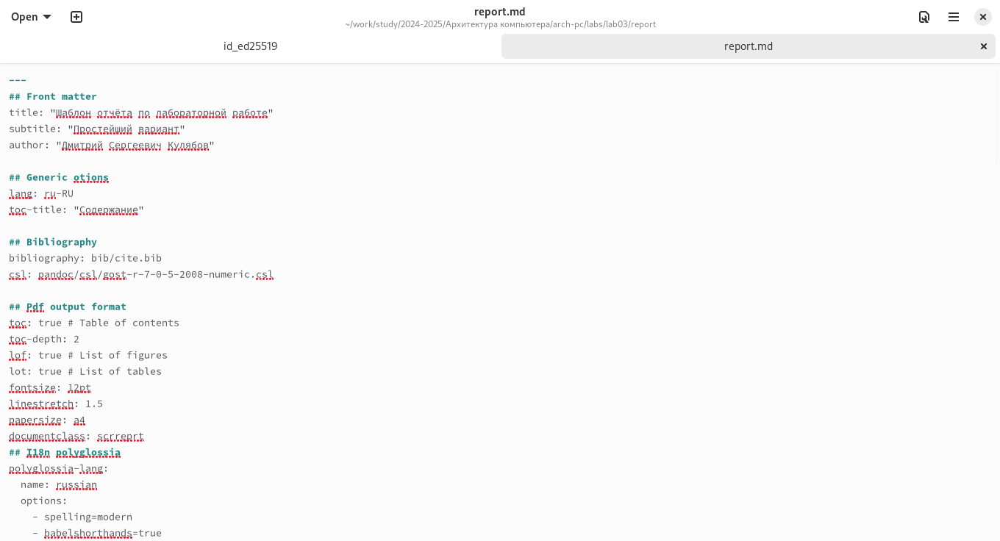 Open
report.md
~/work/study/2024-2025/Архитектура компьютера/arch-pc/labs/lab03/report
id_ed25519
report.md
---
## Front matter
title: "Шаблон отчёта по лабораторной работе"
subtitle: "Простейший вариант"
author: "Дмитрий Сергеевич Кулябов"
## Generic otions
lang: ru-RU
toc-title: "Содержание"
## Bibliography
bibliography: bib/cite.bib
csl: pandoc/csl/gost-r-7-0-5-2008-numeric.csl
## Pdf output format
toc: true # Table of contents
toc-depth: 2
lof: true # List of figures
lot: true # List of tables
fontsize: 12pt
linestretch: 1.5
papersize: a4
documentclass: scrreprt
## I18n polyglossia
polyglossia-lang:
  name: russian
  options:
    - spelling=modern
    - babelshorthands=true